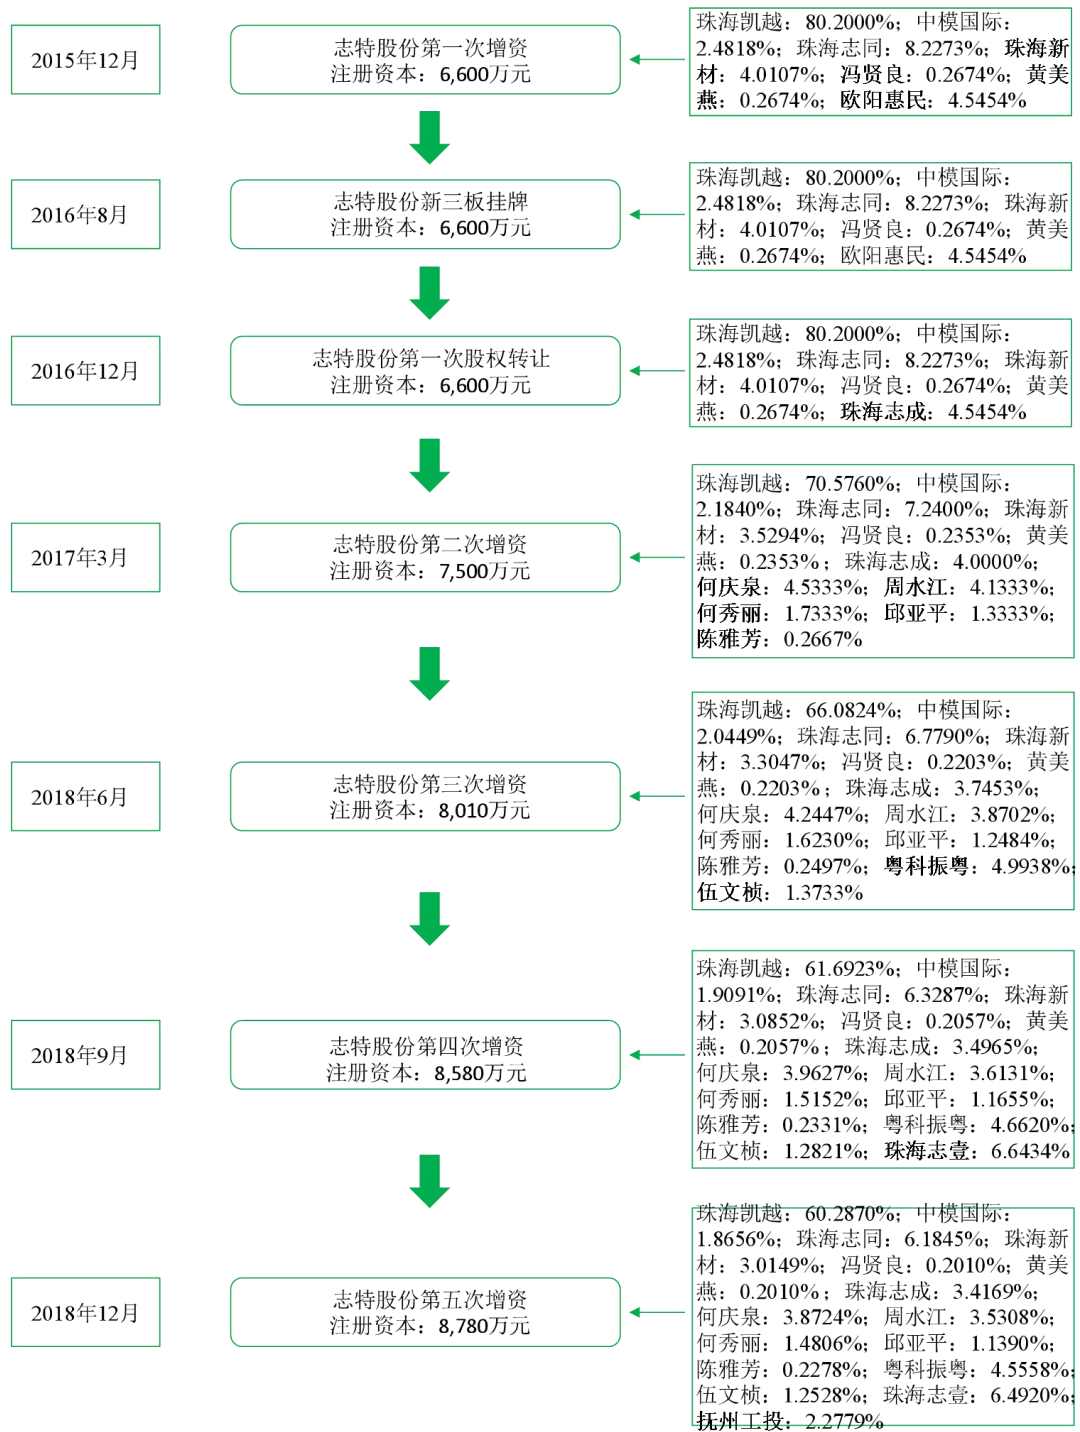 2015年12月
志特股份第一次增资
注册资本：6,600万元
珠海凯越：80.2000%；中模国际：
2.4818%；珠海志同：8.2273%；珠海新
材：4.0107%；冯贤良：0.2674%；黄美
燕：0.2674%；欧阳惠民：4.5454%
2016年8月
志特股份新三板挂牌
注册资本：6,600万元
珠海凯越：80.2000%；中模国际：
2.4818%；珠海志同：8.2273%；珠海新
材：4.0107%；冯贤良：0.2674%；黄美
燕：0.2674%；欧阳惠民：4.5454%
2016年12月
志特股份第一次股权转让
注册资本：6,600万元
珠海凯越：80.2000%；中模国际：
2.4818%；珠海志同：8.2273%；珠海新
材：4.0107%；冯贤良：0.2674%；黄美
燕：0.2674%；珠海志成：4.5454%
2017年3月
志特股份第二次增资
注册资本：7,500万元
珠海凯越：70.5760%；中模国际：
2.1840%；珠海志同：7.2400%；珠海新
材：3.5294%；冯贤良：0.2353%；黄美
燕：0.2353%；珠海志成：4.0000%；
何庆泉：4.5333%；周水江：4.1333%；
何秀丽：1.7333%；邱亚平：1.3333%；
陈雅芳：0.2667%
2018年6月
志特股份第三次增资
注册资本：8,010万元
珠海凯越：66.0824%；中模国际：
2.0449%；珠海志同：6.7790%；珠海新
材：3.3047%；冯贤良：0.2203%；黄美
燕：0.2203%；珠海志成：3.7453%；
何庆泉：4.2447%；周水江：3.8702%；
何秀丽：1.6230%；邱亚平：1.2484%；
陈雅芳：0.2497%；粤科振粤：4.9938%；
伍文桢：1.3733%
2018年9月
志特股份第四次增资
注册资本：8,580万元
珠海凯越：61.6923%；中模国际：
1.9091%；珠海志同：6.3287%；珠海新
材：3.0852%；冯贤良：0.2057%；黄美
燕：0.2057%；珠海志成：3.4965%；
何庆泉：3.9627%；周水江：3.6131%；
何秀丽：1.5152%；邱亚平：1.1655%；
陈雅芳：0.2331%；粤科振粤：4.6620%；
伍文桢：1.2821%；珠海志壹：6.6434%
2018年12月
志特股份第五次增资
注册资本：8,780万元
珠海凯越：60.2870%；中模国际：
1.8656%；珠海志同：6.1845%；珠海新
材：3.0149%；冯贤良：0.2010%；黄美
燕：0.2010%；珠海志成：3.4169%；
何庆泉：3.8724%；周水江：3.5308%；
何秀丽：1.4806%；邱亚平：1.1390%；
陈雅芳：0.2278%；粤科振粤：4.5558%；
伍文桢：1.2528%；珠海志壹：6.4920%；
抚州工投：2.2779%